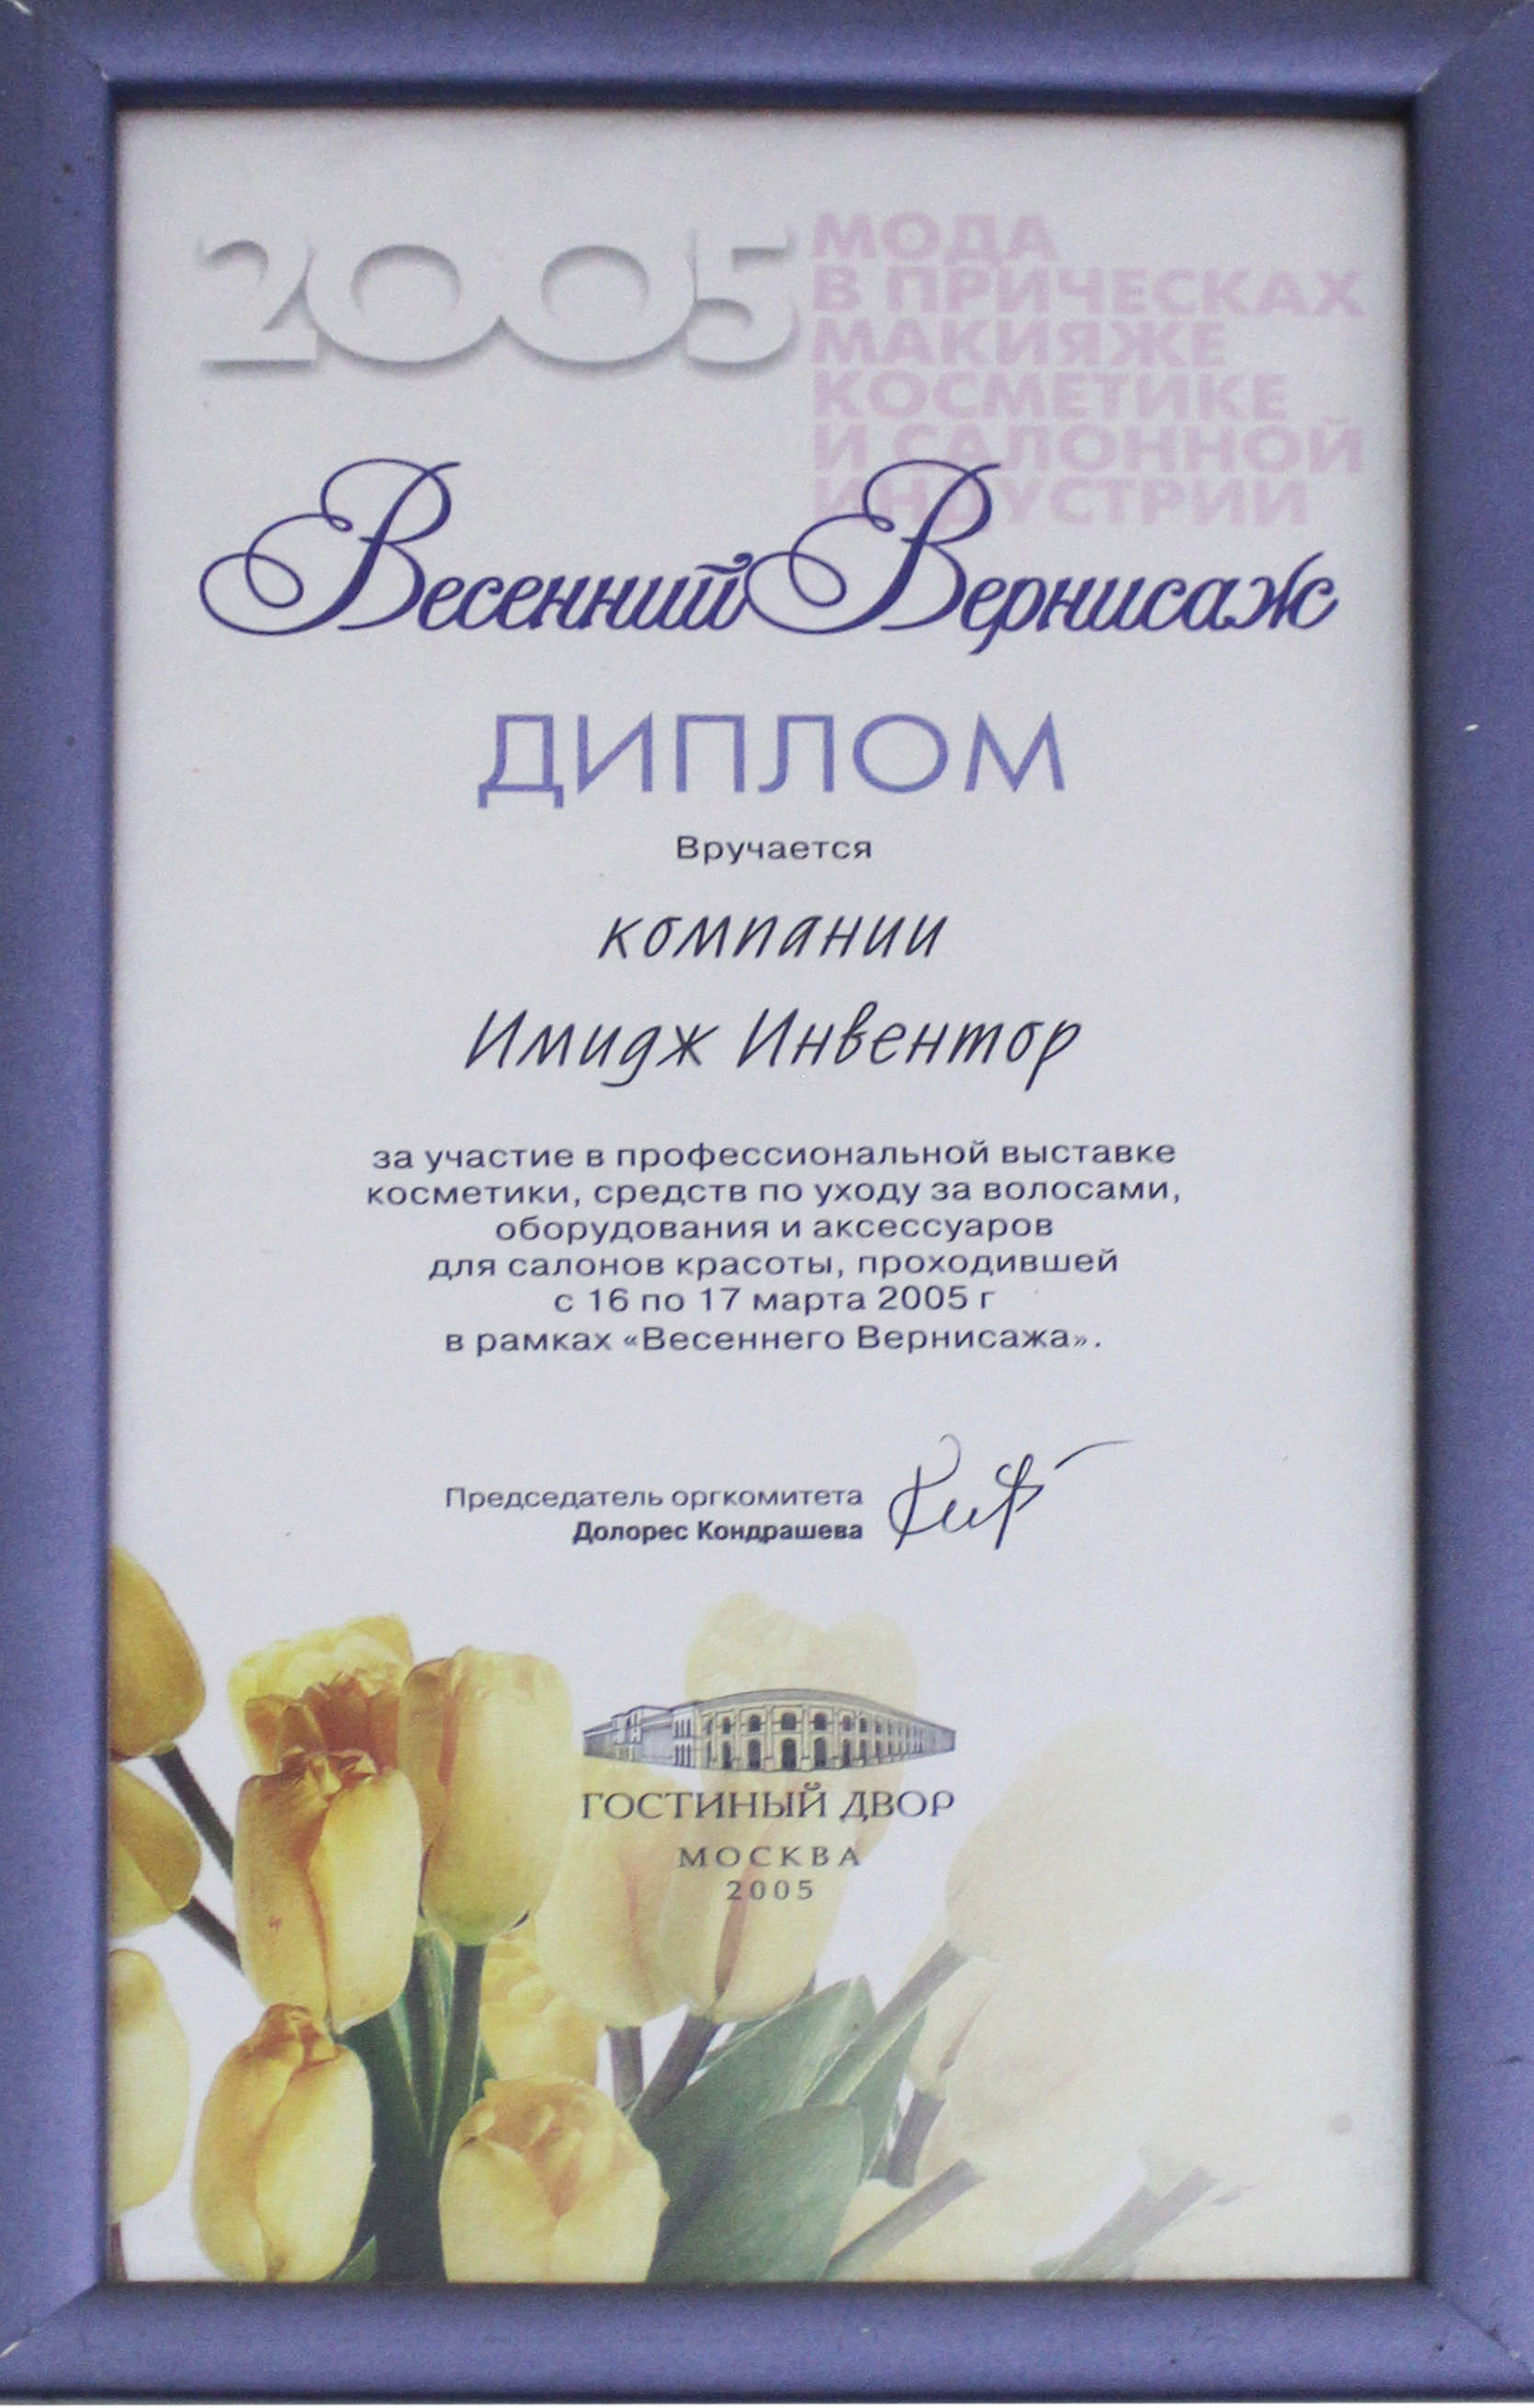 2005
МОДА
В ПРИЧЕСКАХ
МАКИЯЖЕ
КОСМЕТИКЕ
И САЛОННОЙ
ИНДУСТРИИ
Весенний Вернисаж
ДИПЛОМ
Вручается
компании
Имидж Инвентор
за участие в профессиональной выставке
косметики, средств по уходу за волосами,
оборудования и аксессуаров
для салонов красоты, проходившей
с 16 по 17 марта 2005 г
в рамках «Весеннего Вернисажа».
Председатель оргкомитета
Долорес Кондрашева
ГОСТИНЫЙ ДВОР
МОСКВА
2005